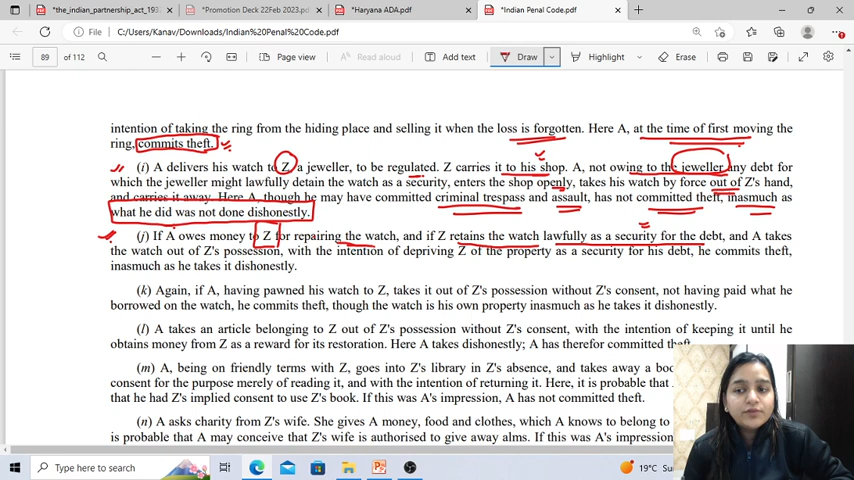 *the_indian_partnership_act_193
*Promotion Deck 22Feb 2023.pdf
*Haryana ADA.pdf
*Indian Penal Code.pdf
File
C:/Users/Kanav/Downloads/Indian%20Penal%20Code.pdf
89 of 112
Page view
Read aloud
Add text
Draw
Highlight
Erase
intention of taking the ring from the hiding place and selling it when the loss is forgotten. Here A, at the time of first moving the
ring, commits theft.
(i) A delivers his watch to Z a jeweller, to be regulated. Z carries it to his shop. A, not owing to the jeweller any debt for
which the jeweller might lawfully detain the watch as a security, enters the shop openly, takes his watch by force out of Z's hand,
and carries it away. Here A, though he may have committed criminal trespass and assault, has not committed theft, inasmuch as
what he did was not done dishonestly.
(j) If A owes money to Z for repairing the watch, and if Z retains the watch lawfully as a security for the debt, and A takes
the watch out of Z's possession, with the intention of depriving Z of the property as a security for his debt, he commits theft,
inasmuch as he takes it dishonestly.
(k) Again, if A, having pawned his watch to Z, takes it out of Z's possession without Z's consent, not having paid what he
borrowed on the watch, he commits theft, though the watch is his own property inasmuch as he takes it dishonestly.
(l) A takes an article belonging to Z out of Z's possession without Z's consent, with the intention of keeping it until he
obtains money from Z as a reward for its restoration. Here A takes dishonestly; A has therefor committed theft.
(m) A, being on friendly terms with Z, goes into Z's library in Z's absence, and takes away a boo
consent for the purpose merely of reading it, and with the intention of returning it. Here, it is probable that
that he had Z's implied consent to use Z's book. If this was A's impression, A has not committed theft.
(n) A asks charity from Z's wife. She gives A money, food and clothes, which A knows to belong to
is probable that A may conceive that Z's wife is authorised to give away alms. If this was A's impression,
Type here to search
19°C Sun